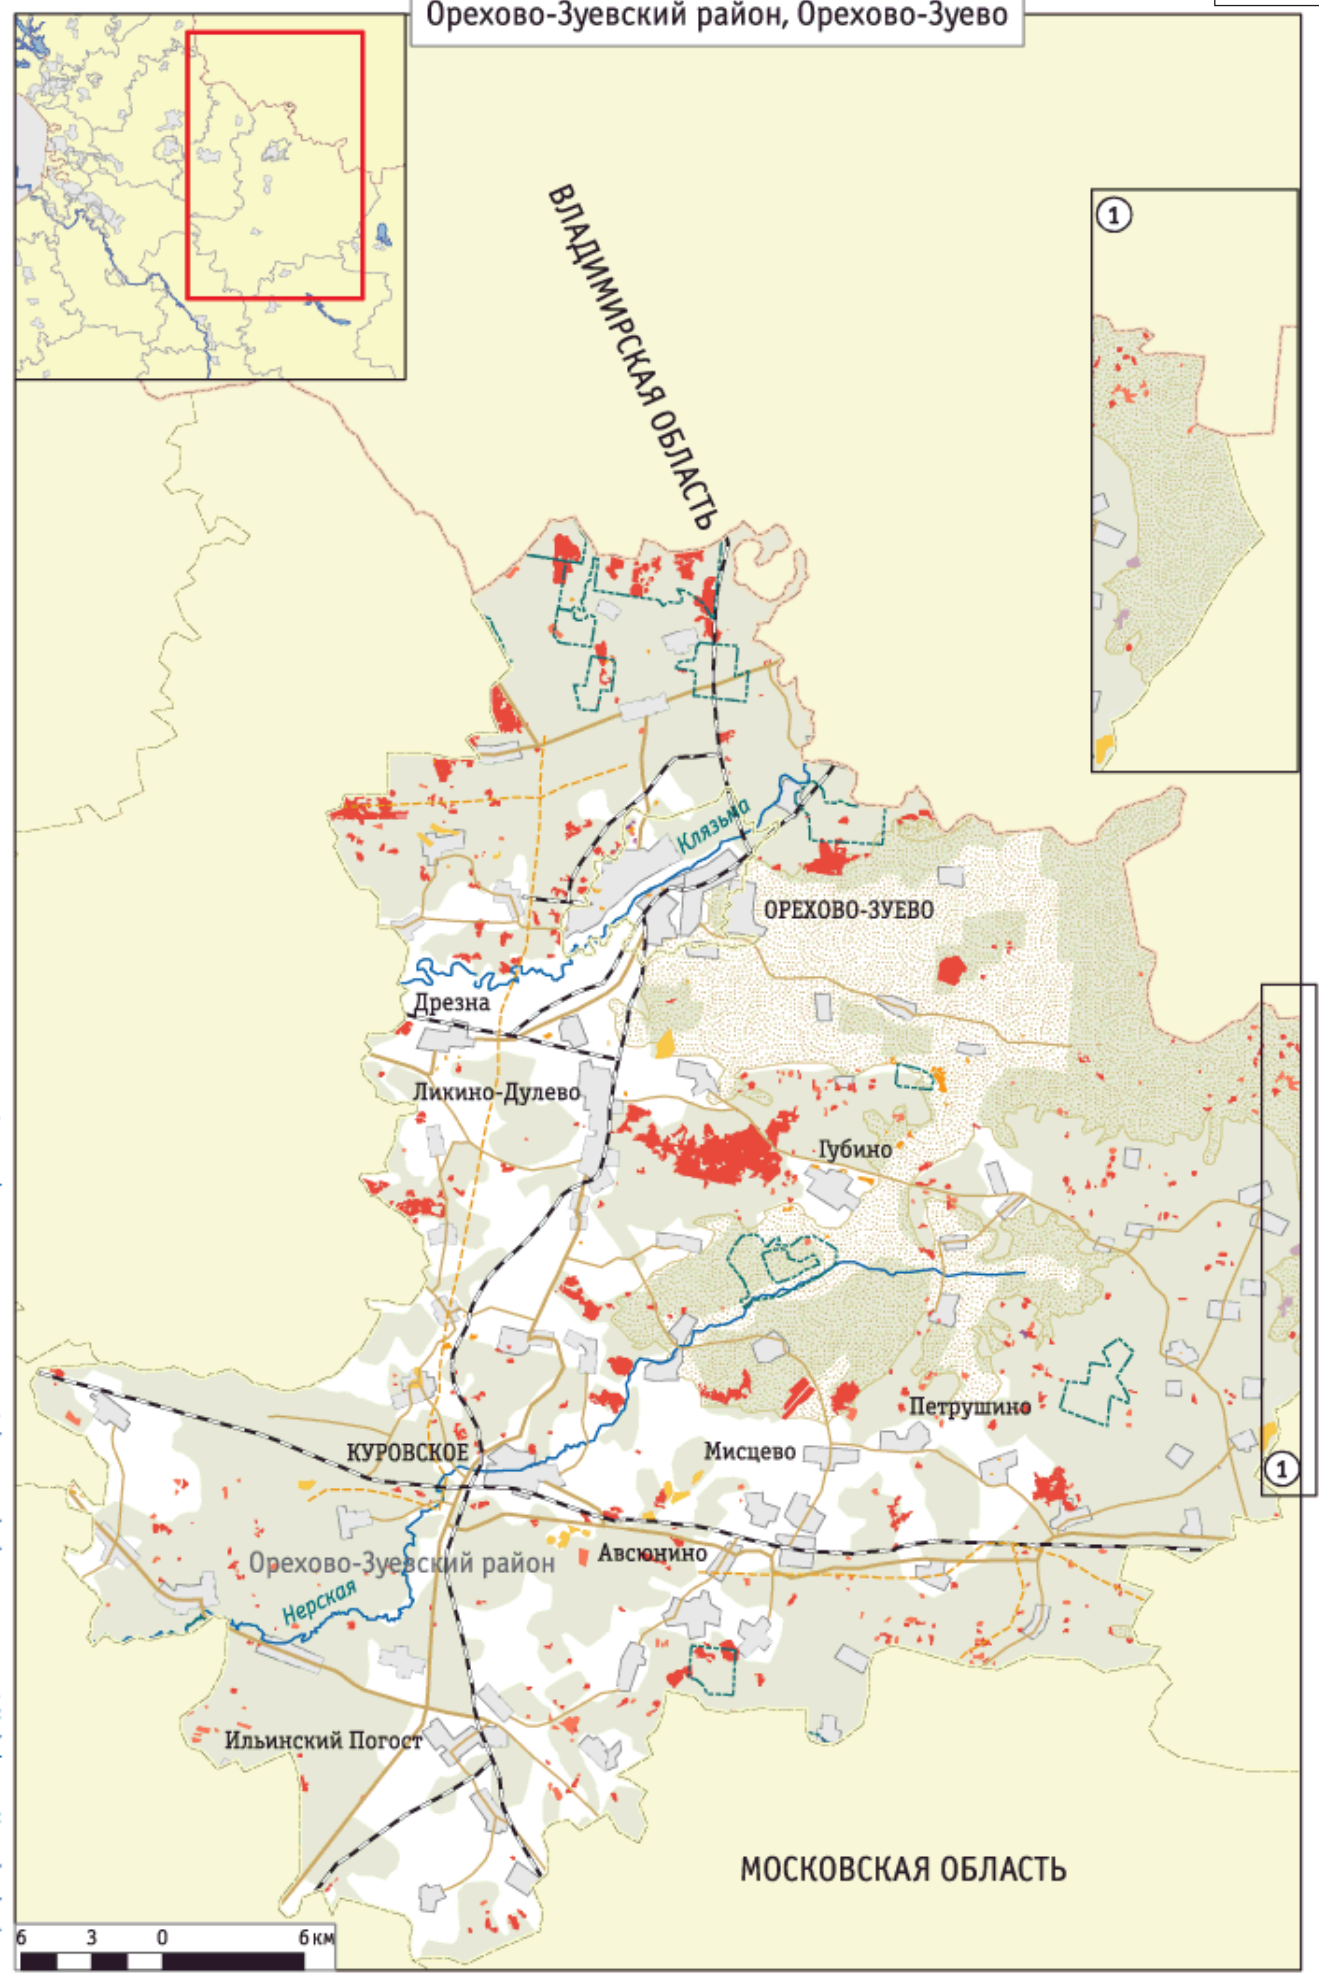 Орехово-Зуевский район, Орехово-Зуево
ВЛАДИМИРСКАЯ ОБЛАСТЬ
1
Клязьма
ОРЕХОВО-ЗУЕВО
Дрезна
Ликино-Дулево
Губино
Петрушино
КУРОВСКОЕ
Мисцево
1
Авсюнино
Орехово-Зуевский район
Нерская
Ильинский Погост
МОСКОВСКАЯ ОБЛАСТЬ
6 3 0 6 км